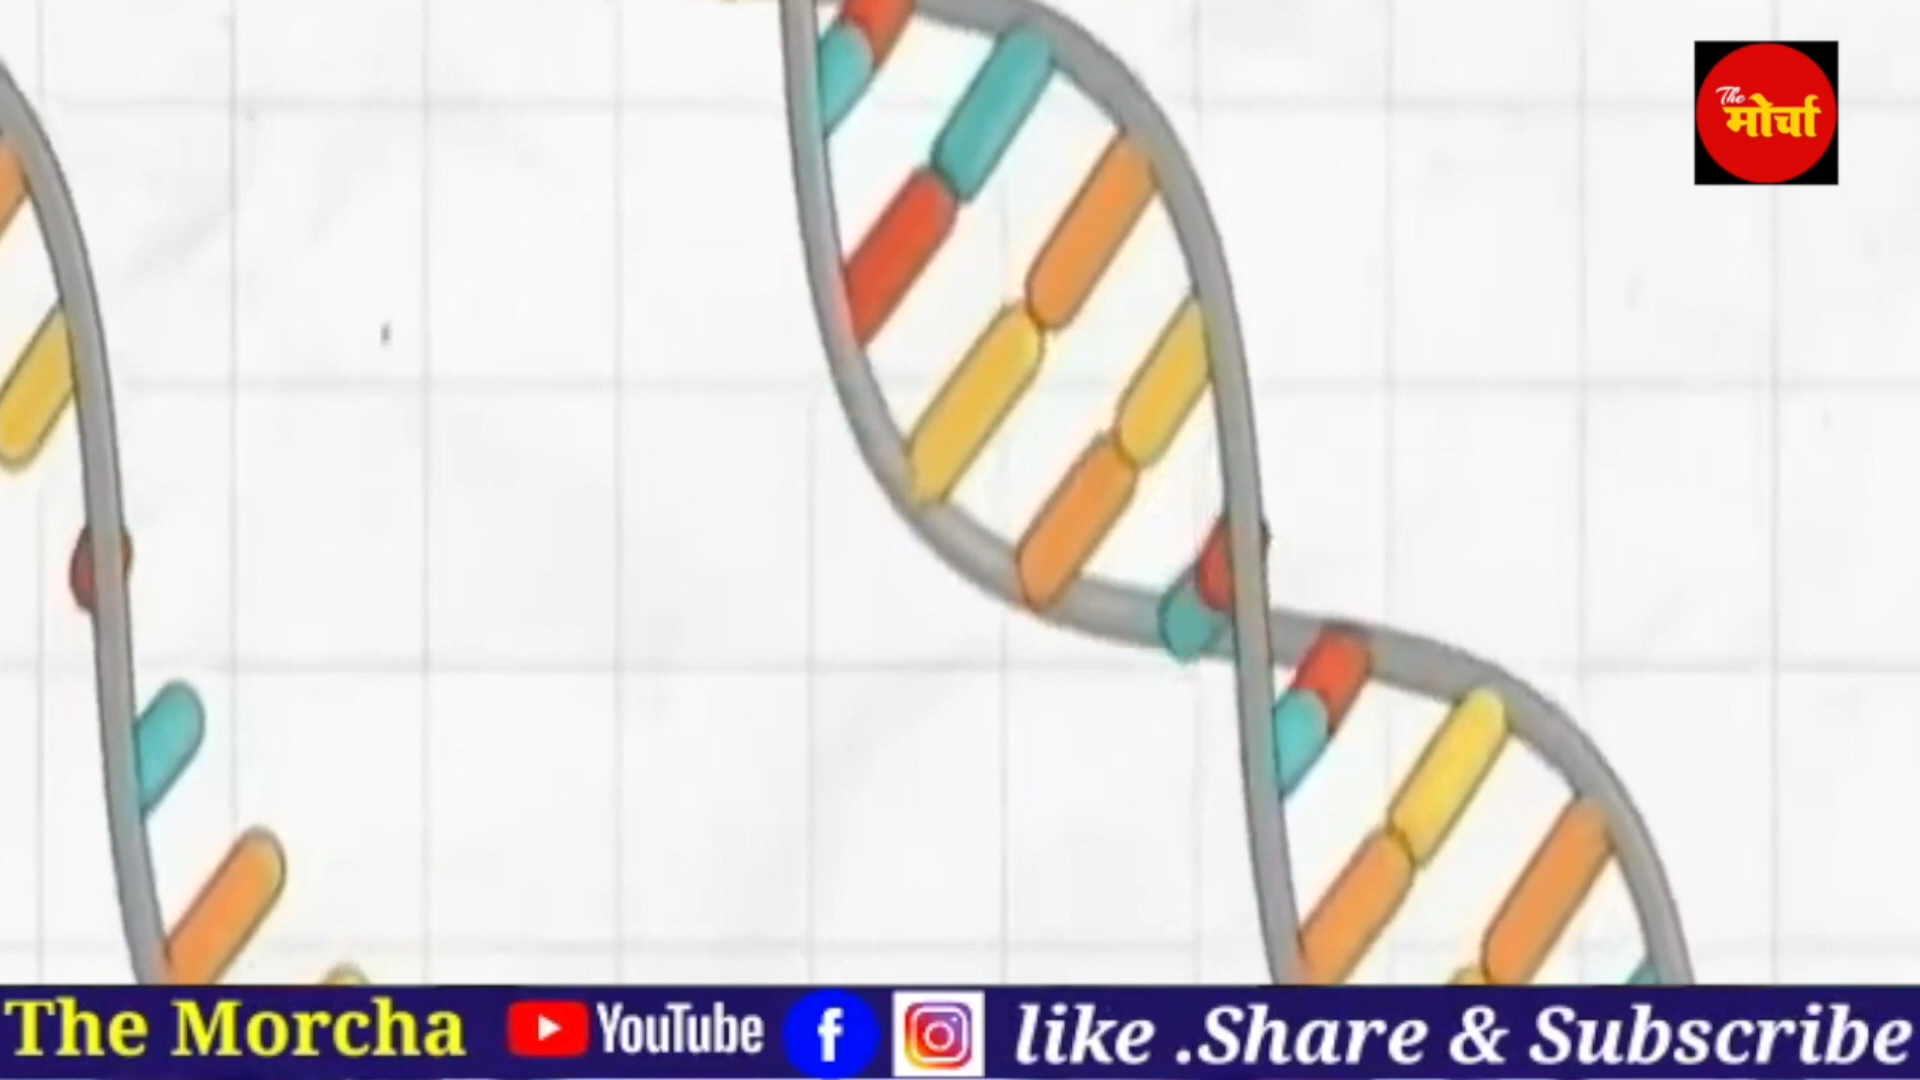 The
मोर्चा
The Morcha YouTube f like .Share & Subscribe